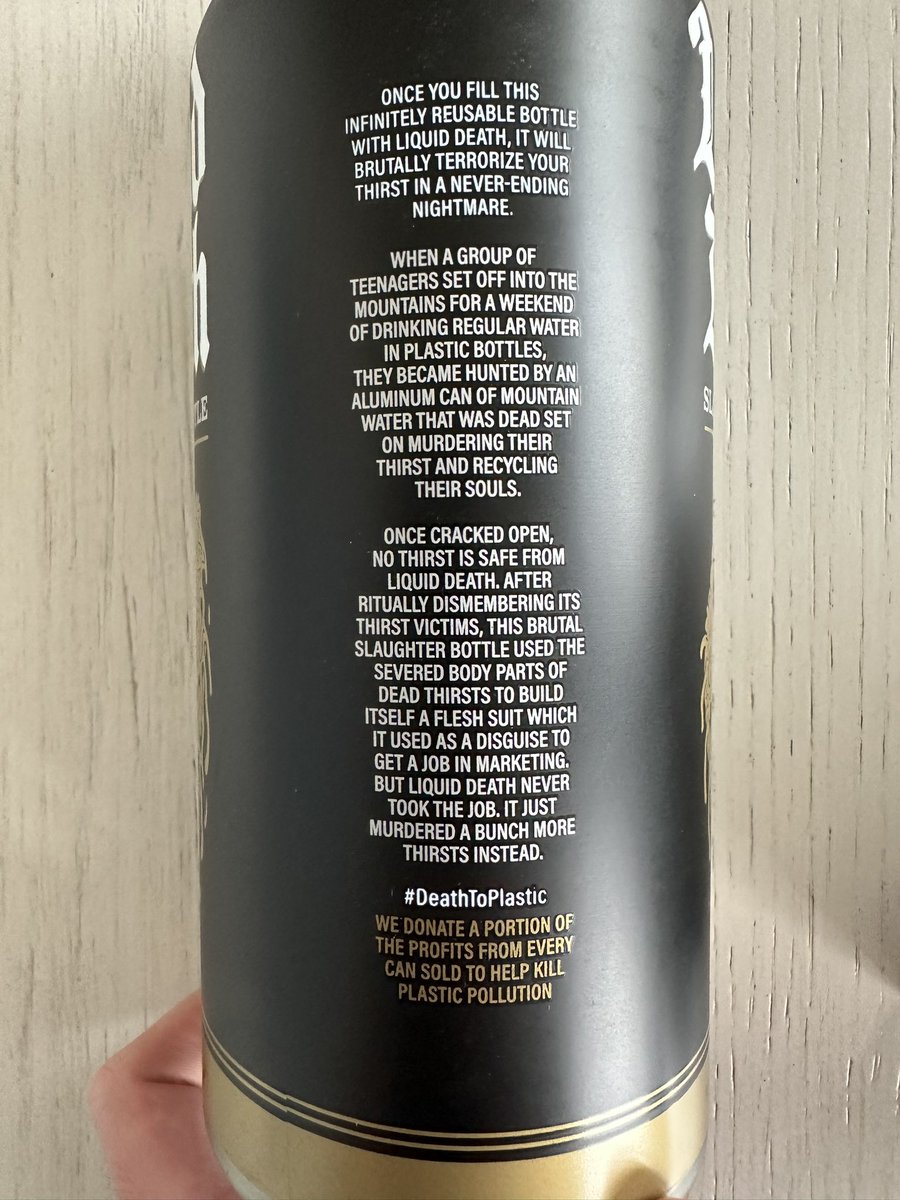 ONCE YOU FILL THIS
INFINITELY REUSABLE BOTTLE
WITH LIQUID DEATH, IT WILL
BRUTALLY TERRORIZE YOUR
THIRST IN A NEVER-ENDING
NIGHTMARE.
WHEN A GROUP OF
TEENAGERS SET OFF INTO THE
MOUNTAINS FOR A WEEKEND
OF DRINKING REGULAR WATER
IN PLASTIC BOTTLES,
THEY BECAME HUNTED BY AN
ALUMINUM CAN OF MOUNTAIN
WATER THAT WAS DEAD SET
ON MURDERING THEIR
THIRST AND RECYCLING
THEIR SOULS.
ONCE CRACKED OPEN,
NO THIRST IS SAFE FROM
LIQUID DEATH. AFTER
RITUALLY DISMEMBERING ITS
THIRST VICTIMS, THIS BRUTAL
SLAUGHTER BOTTLE USED THE
SEVERED BODY PARTS OF
DEAD THIRSTS TO BUILD
ITSELF A FLESH SUIT WHICH
IT USED AS A DISGUISE TO
GET A JOB IN MARKETING.
BUT LIQUID DEATH NEVER
TOOK THE JOB. IT JUST
MURDERED A BUNCH MORE
THIRSTS INSTEAD.
#DeathToPlastic
WE DONATE A PORTION OF
THE PROFITS FROM EVERY
CAN SOLD TO HELP KILL
PLASTIC POLLUTION